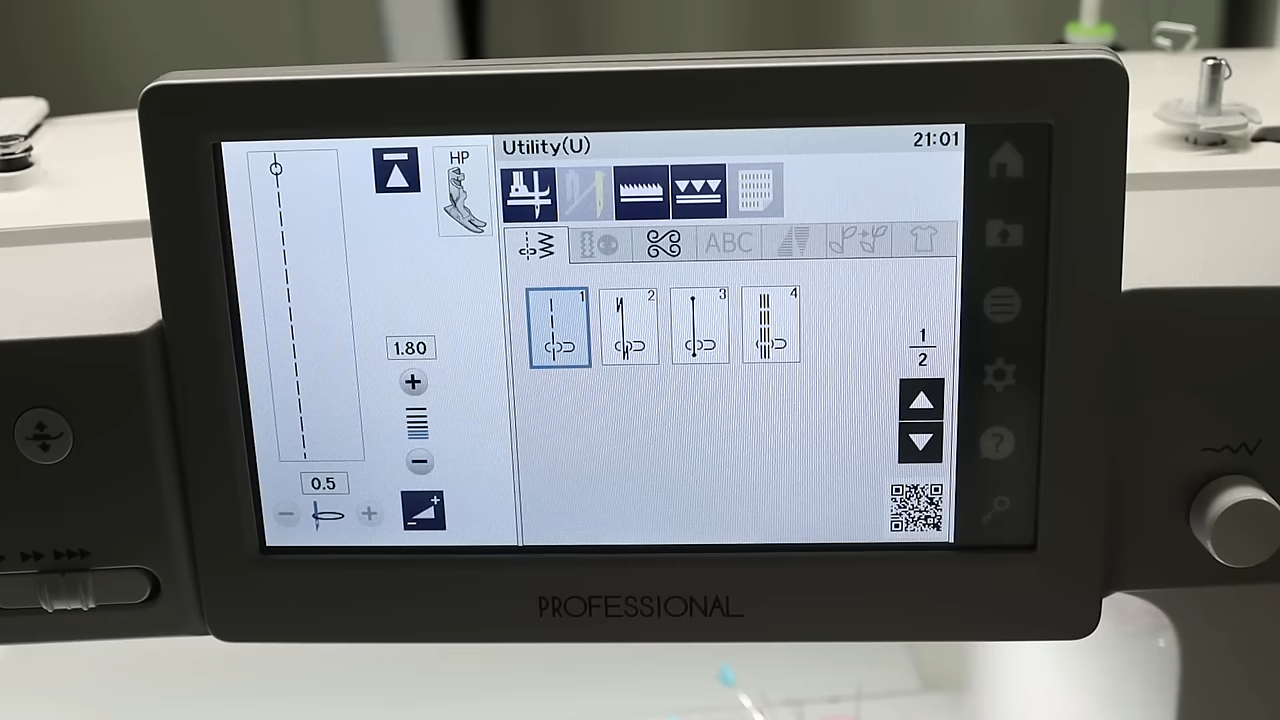 HP
Utility(U)
21:01
ABC
1
2
3
4
1.80
1
2
0.5
PROFESSIONAL